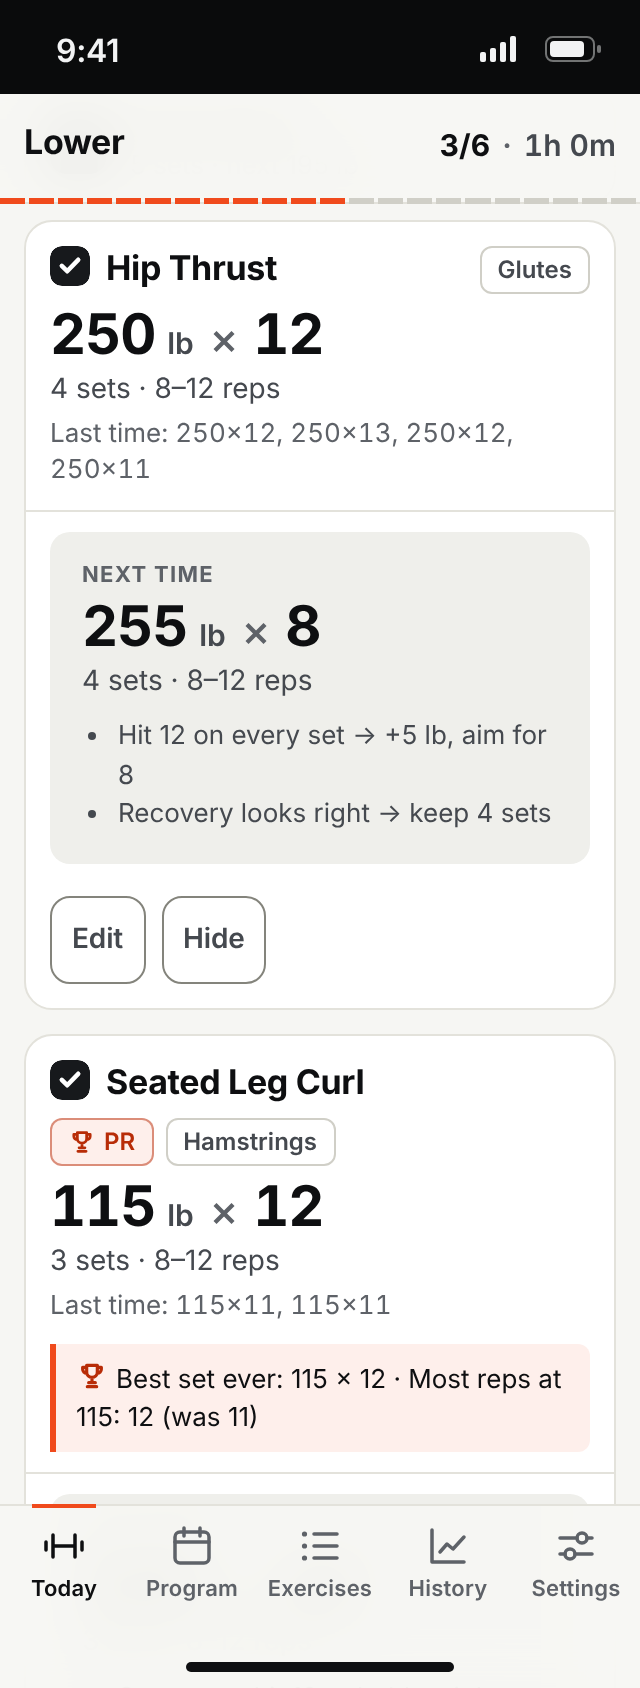 9:41
Lower
3/6 · 1h 0m
Hip Thrust
Glutes
250 lb × 12
4 sets · 8–12 reps
Last time: 250×12, 250×13, 250×12,
250×11
NEXT TIME
255 lb × 8
4 sets · 8–12 reps
• Hit 12 on every set → +5 lb, aim for
8
• Recovery looks right → keep 4 sets
Edit
Hide
Seated Leg Curl
PR
Hamstrings
115 lb × 12
3 sets · 8–12 reps
Last time: 115×11, 115×11
Best set ever: 115 × 12 · Most reps at
115: 12 (was 11)
Today
Program
Exercises
History
Settings